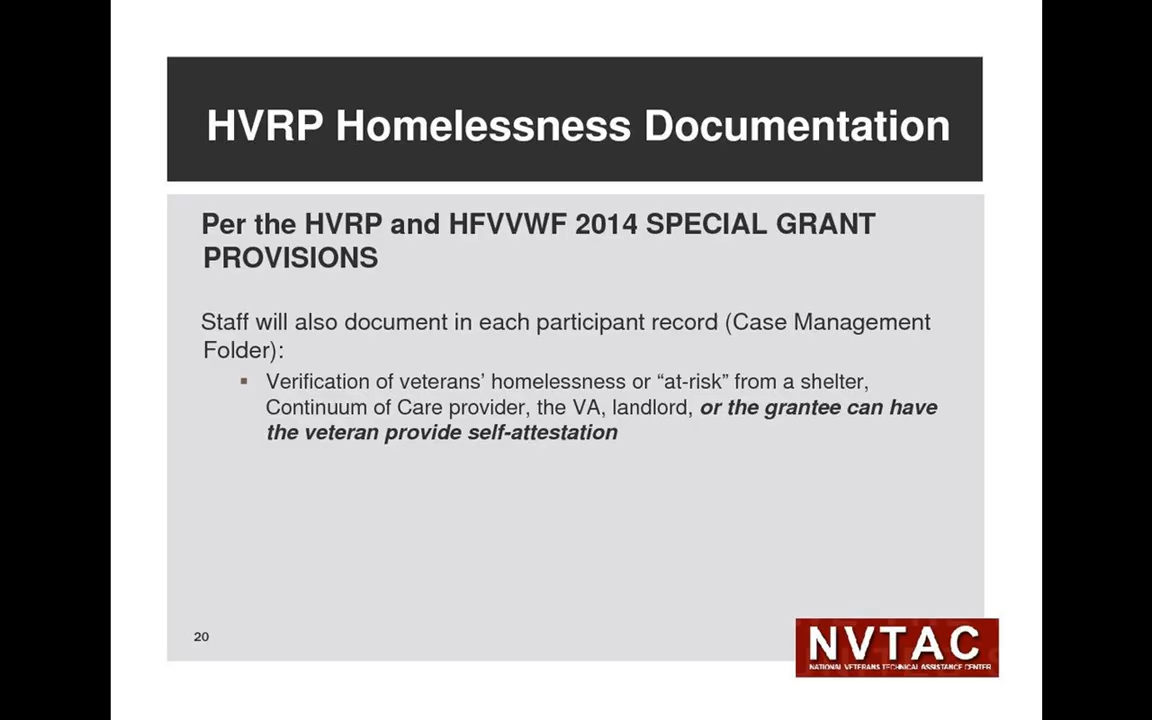 HVRP Homelessness Documentation
Per the HVRP and HFVVWF 2014 SPECIAL GRANT
PROVISIONS
Staff will also document in each participant record (Case Management
Folder):
▪ Verification of veterans’ homelessness or “at-risk” from a shelter,
Continuum of Care provider, the VA, landlord, or the grantee can have
the veteran provide self-attestation
20
NVTAC
NATIONAL VETERANS TECHNICAL ASSISTANCE CENTER